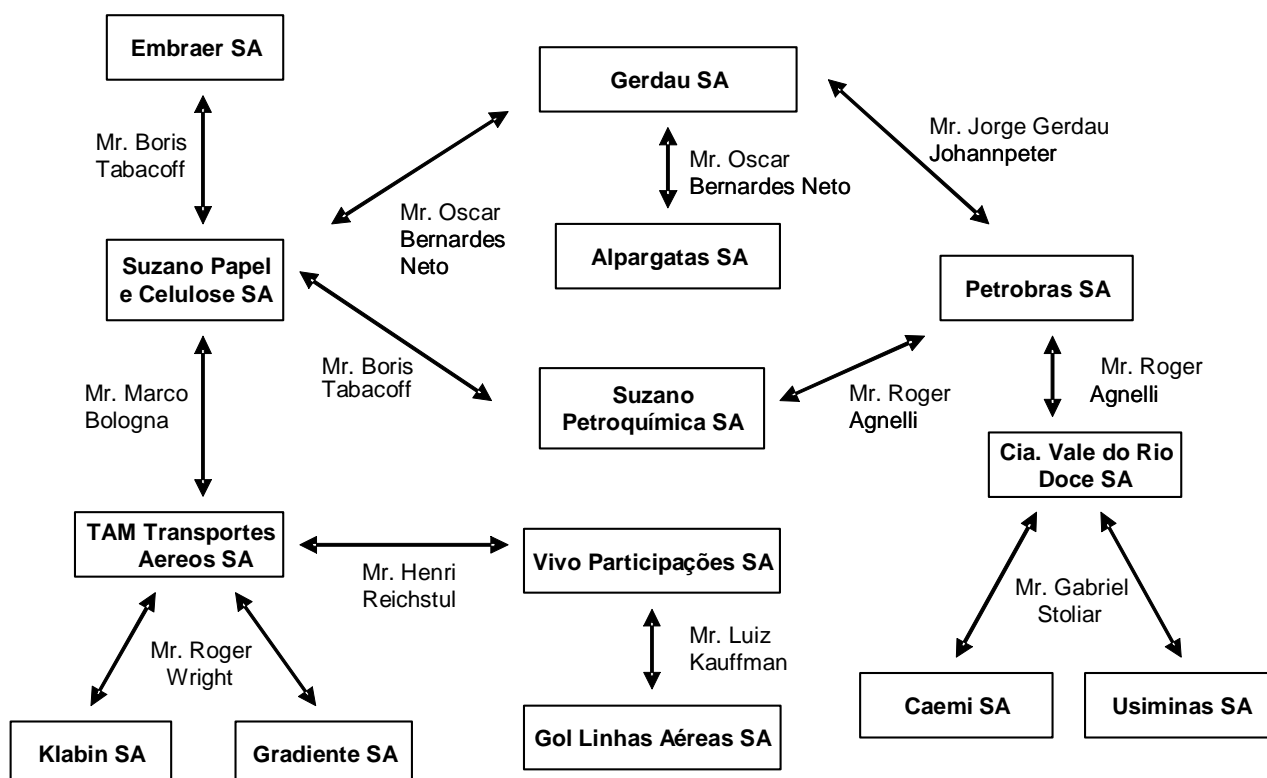 Embraer SA
Gerdau SA
Mr. Boris
Tabacoff
Mr. Jorge Gerdau
Johannpeter
Mr. Oscar
Bernardes Neto
Mr. Oscar
Bernardes
Neto
Suzano Papel
e Celulose SA
Alpargatas SA
Petrobras SA
Mr. Marco
Bologna
Mr. Boris
Tabacoff
Suzano
Petroquímica SA
Mr. Roger
Agnelli
Mr. Roger
Agnelli
Cia. Vale do Rio
Doce SA
TAM Transportes
Aereos SA
Mr. Henri
Reichstul
Vivo Participações SA
Mr. Gabriel
Stoliar
Mr. Roger
Wright
Mr. Luiz
Kauffman
Caemi SA
Usiminas SA
Klabin SA
Gradiente SA
Gol Linhas Aéreas SA